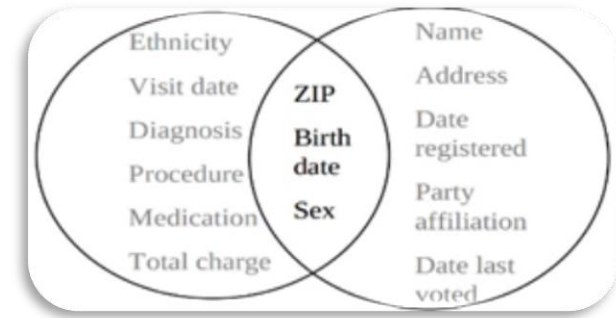 Ethnicity
Visit date
Diagnosis
Procedure
Medication
Total charge
ZIP
Birth
date
Sex
Name
Address
Date
registered
Party
affiliation
Date last
voted